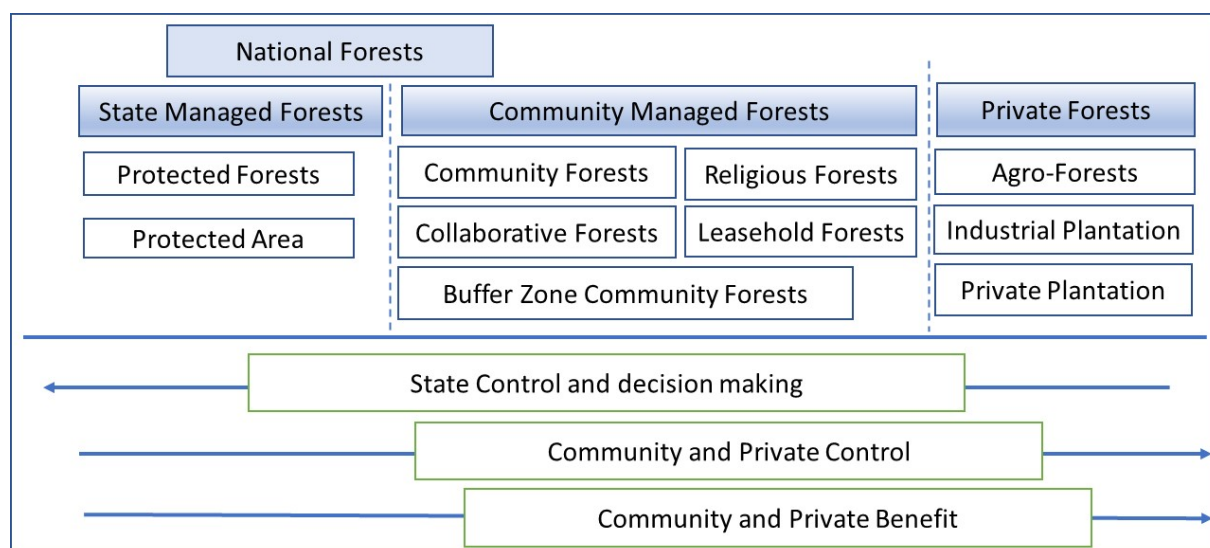 National Forests
State Managed Forests
Community Managed Forests
Private Forests
Protected Forests
Protected Area
Community Forests
Religious Forests
Collaborative Forests
Leasehold Forests
Buffer Zone Community Forests
Agro-Forests
Industrial Plantation
Private Plantation
State Control and decision making
Community and Private Control
Community and Private Benefit